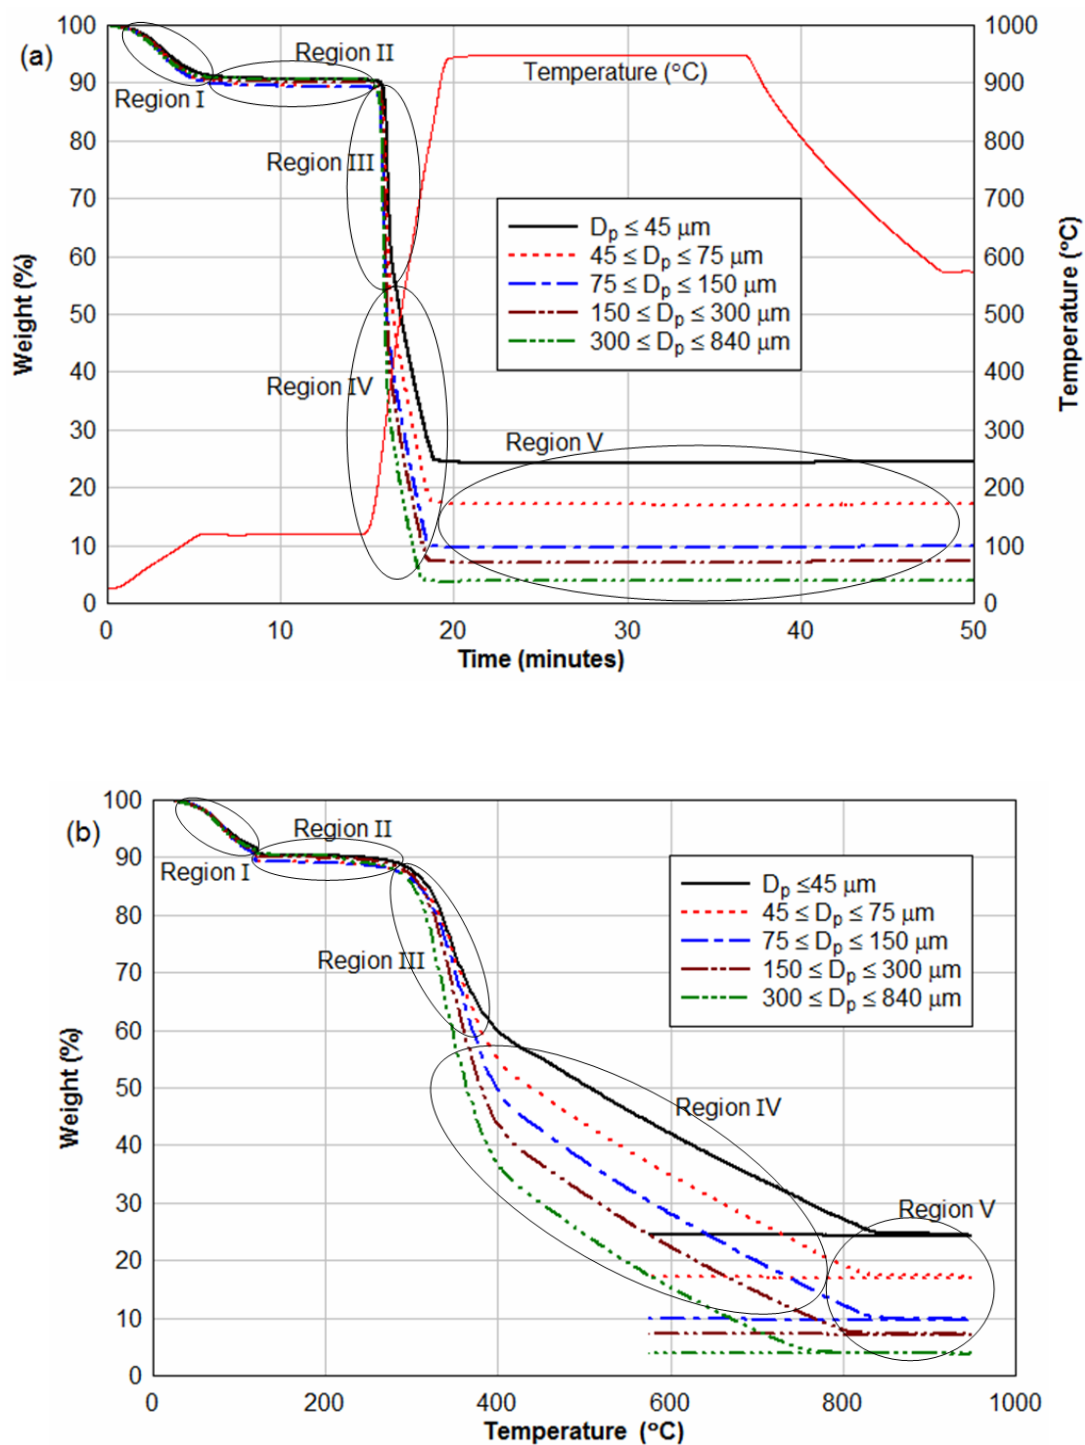 (a)
100
90
80
70
60
50
40
30
20
10
0
Weight (%)
1000
900
800
700
600
500
400
300
200
100
0
Temperature (°C)
Region I
Region II
Temperature (°C)
Region III
D_p ≤ 45 μm
45 ≤ D_p ≤ 75 μm
75 ≤ D_p ≤ 150 μm
150 ≤ D_p ≤ 300 μm
300 ≤ D_p ≤ 840 μm
Region IV
Region V
0 10 20 30 40 50
Time (minutes)
(b)
100
90
80
70
60
50
40
30
20
10
0
Weight (%)
Region I
Region II
Region III
D_p ≤45 μm
45 ≤ D_p ≤ 75 μm
75 ≤ D_p ≤ 150 μm
150 ≤ D_p ≤ 300 μm
300 ≤ D_p ≤ 840 μm
Region IV
Region V
0 200 400 600 800 1000
Temperature (°C)